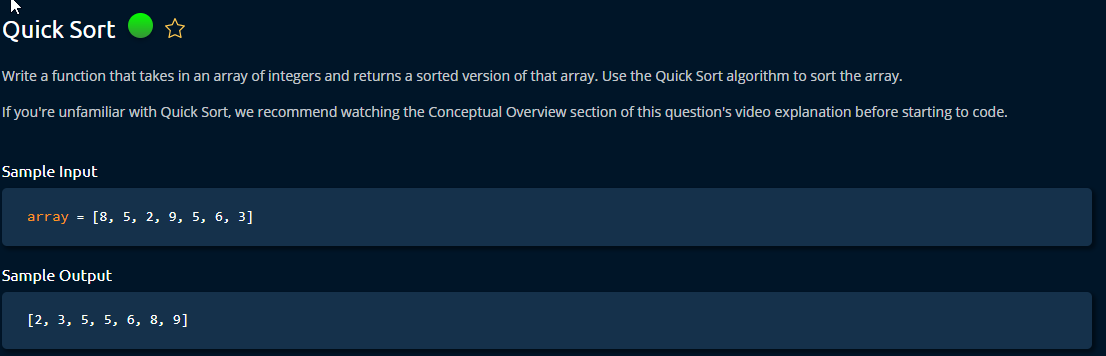 Quick Sort
Write a function that takes in an array of integers and returns a sorted version of that array. Use the Quick Sort algorithm to sort the array.
If you're unfamiliar with Quick Sort, we recommend watching the Conceptual Overview section of this question's video explanation before starting to code.
Sample Input
array = [8, 5, 2, 9, 5, 6, 3]
Sample Output
[2, 3, 5, 5, 6, 8, 9]